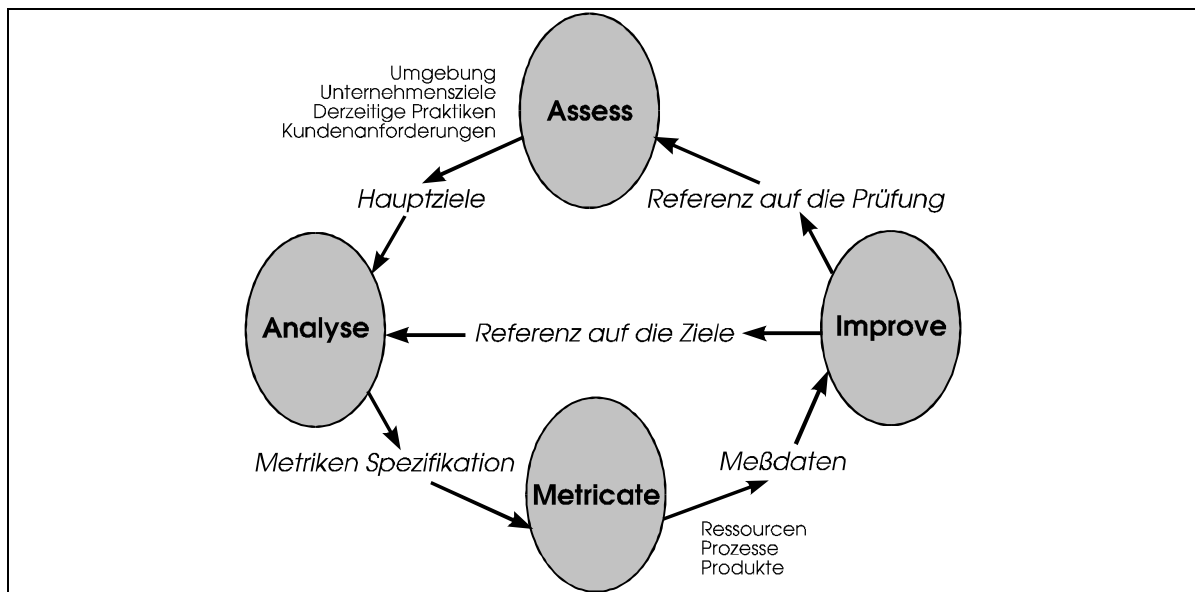 Umgebung
Unternehmensziele
Derzeitige Praktiken
Kundenanforderungen
Assess
Hauptziele
Referenz auf die Prüfung
Analyse
Referenz auf die Ziele
Improve
Metriken Spezifikation
Meßdaten
Metricate
Ressourcen
Prozesse
Produkte